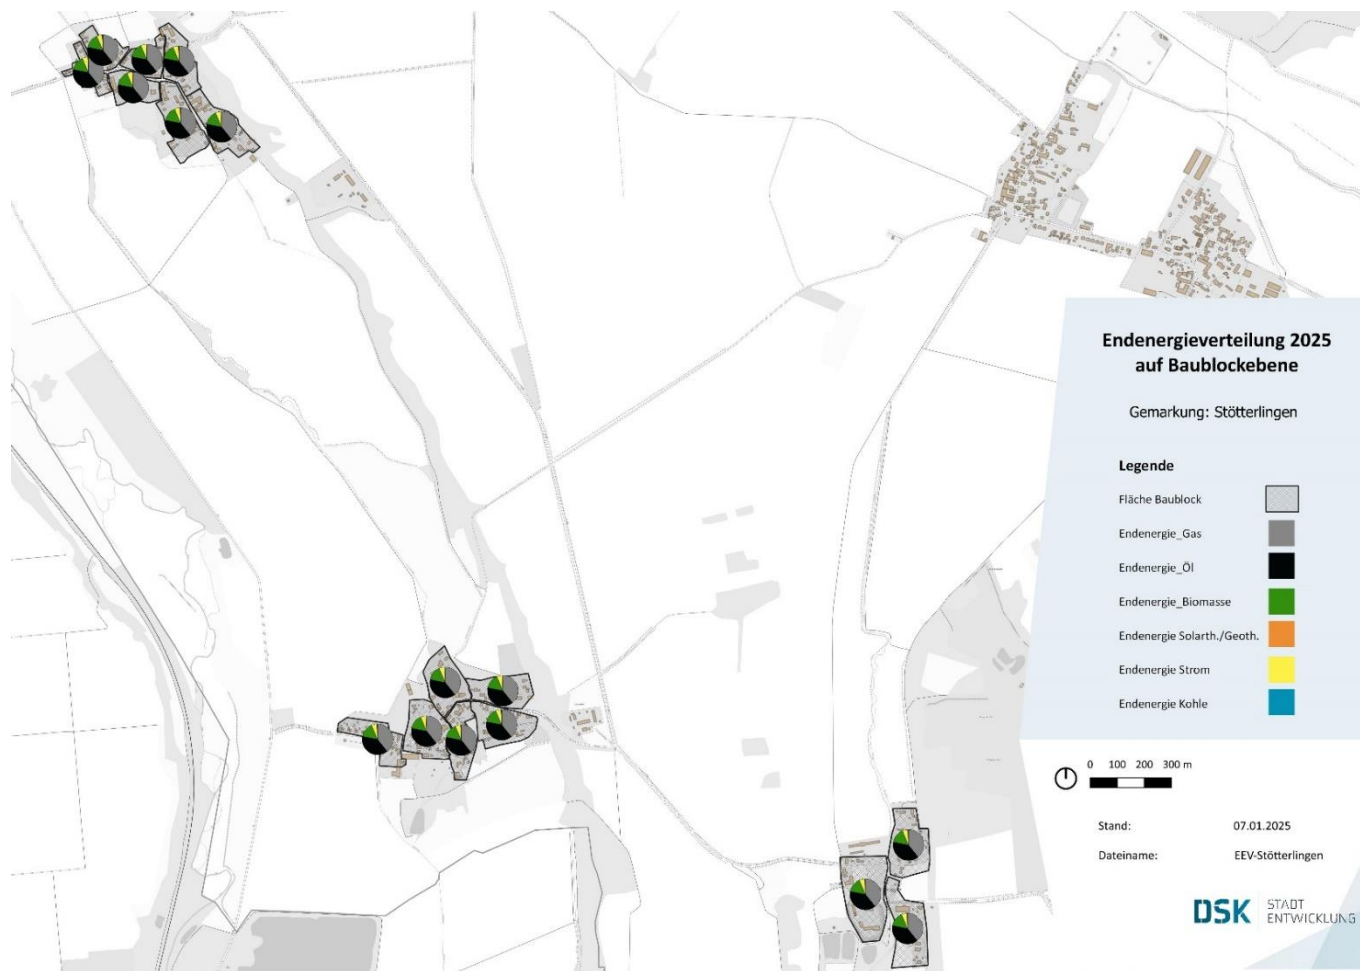 Endenergieverteilung 2025
auf Baublockebene
Gemarkung: Stötterlingen
Legende
Fläche Baublock
Endenergie_Gas
Endenergie_Öl
Endenergie_Biomasse
Endenergie Solarth./Geoth.
Endenergie Strom
Endenergie Kohle
0 100 200 300 m
Stand: 07.01.2025
Dateiname: EEV-Stötterlingen
DSK STADT
ENTWICKLUNG